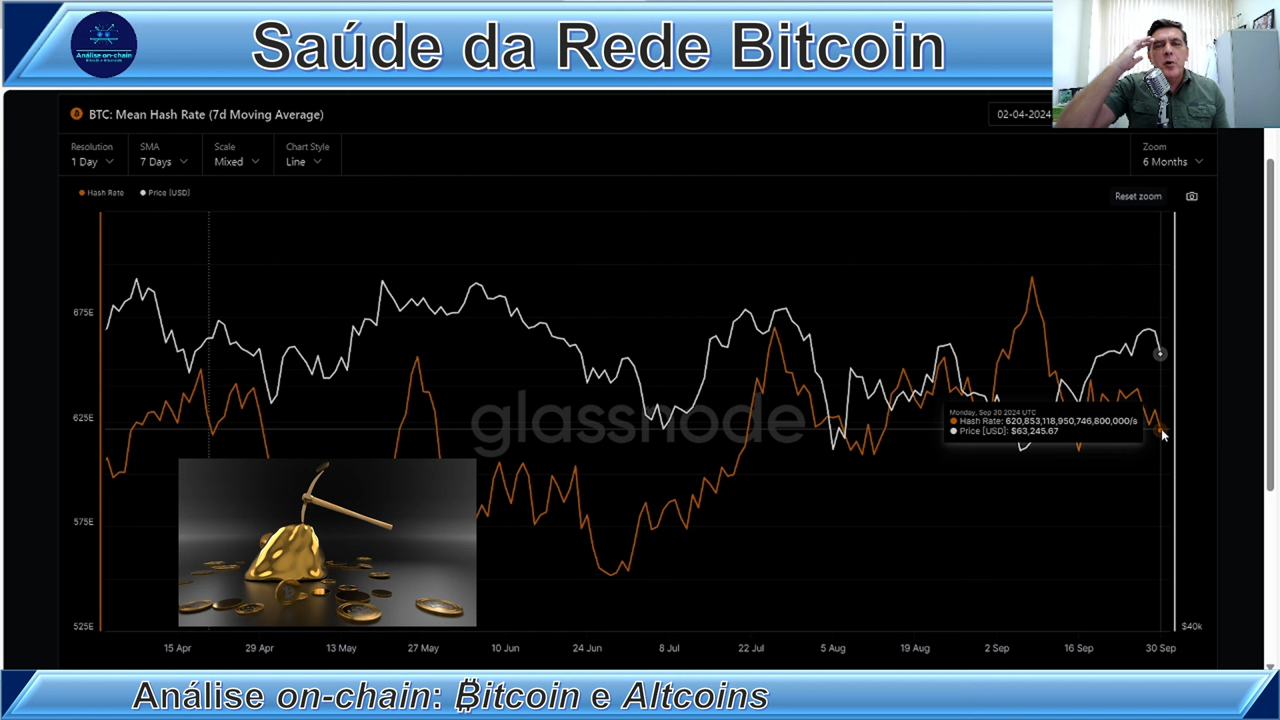 Saúde da Rede Bitcoin
Análise on-chain
BTC: Mean Hash Rate (7d Moving Average)
02-04-2024
Resolution
1 Day
SMA
7 Days
Scale
Mixed
Chart Style
Line
Zoom
6 Months
Hash Rate
Price [USD]
Reset zoom
675E
625E
575E
525E
$40k
glassnode
Monday, Sep 30 2024 UTC
Hash Rate: 620,853,118,950,746,800,000/s
Price [USD]: $63,245.67
15 Apr
29 Apr
13 May
27 May
10 Jun
24 Jun
8 Jul
22 Jul
5 Aug
19 Aug
2 Sep
16 Sep
30 Sep
Análise on-chain: ₿itcoin e Altcoins